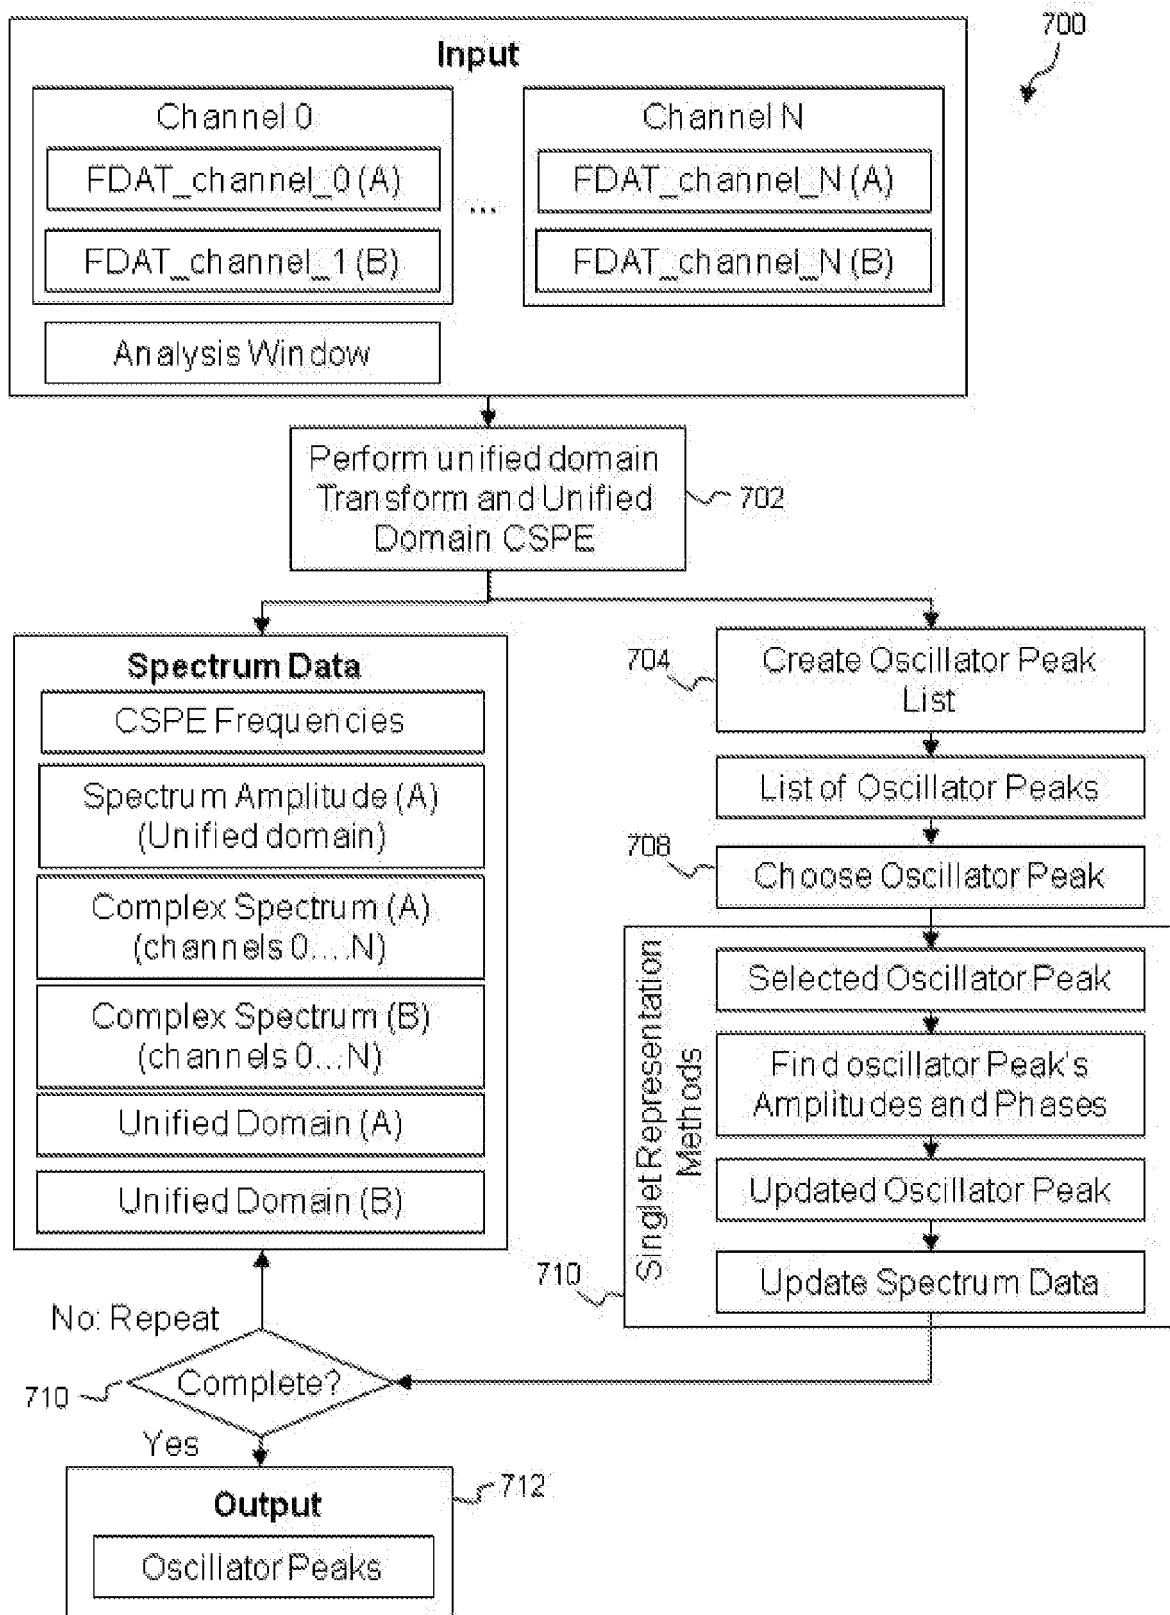 700
Input
Channel 0
FDAT_channel_0 (A)
FDAT_channel_1 (B)
...
Channel N
FDAT_channel_N (A)
FDAT_channel_N (B)
Analysis Window
Perform unified domain
Transform and Unified
Domain CSPE
702
Spectrum Data
CSPE Frequencies
Spectrum Amplitude (A)
(Unified domain)
Complex Spectrum (A)
(channels 0....N)
Complex Spectrum (B)
(channels 0...N)
Unified Domain (A)
Unified Domain (B)
704
Create Oscillator Peak
List
List of Oscillator Peaks
708
Choose Oscillator Peak
Singlet Representation
Methods
Selected Oscillator Peak
Find oscillator Peak's
Amplitudes and Phases
Updated Oscillator Peak
Update Spectrum Data
710
No: Repeat
Complete?
710
Yes
Output
712
Oscillator Peaks